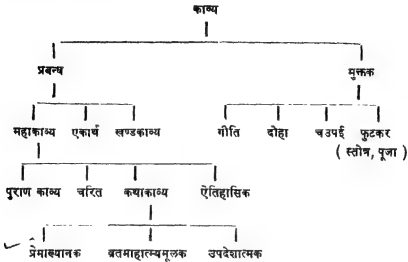 काव्य
प्रबन्ध मुक्तक
महाकाव्य एकार्थ खण्डकाव्य गीति दोहा चउपई फुटकर
( स्तोत्र, पूजा )
पुराण काव्य चरित कथाकाव्य ऐतिहासिक
प्रेमाख्यानक व्रतमाहात्म्यमूलक उपदेशात्मक